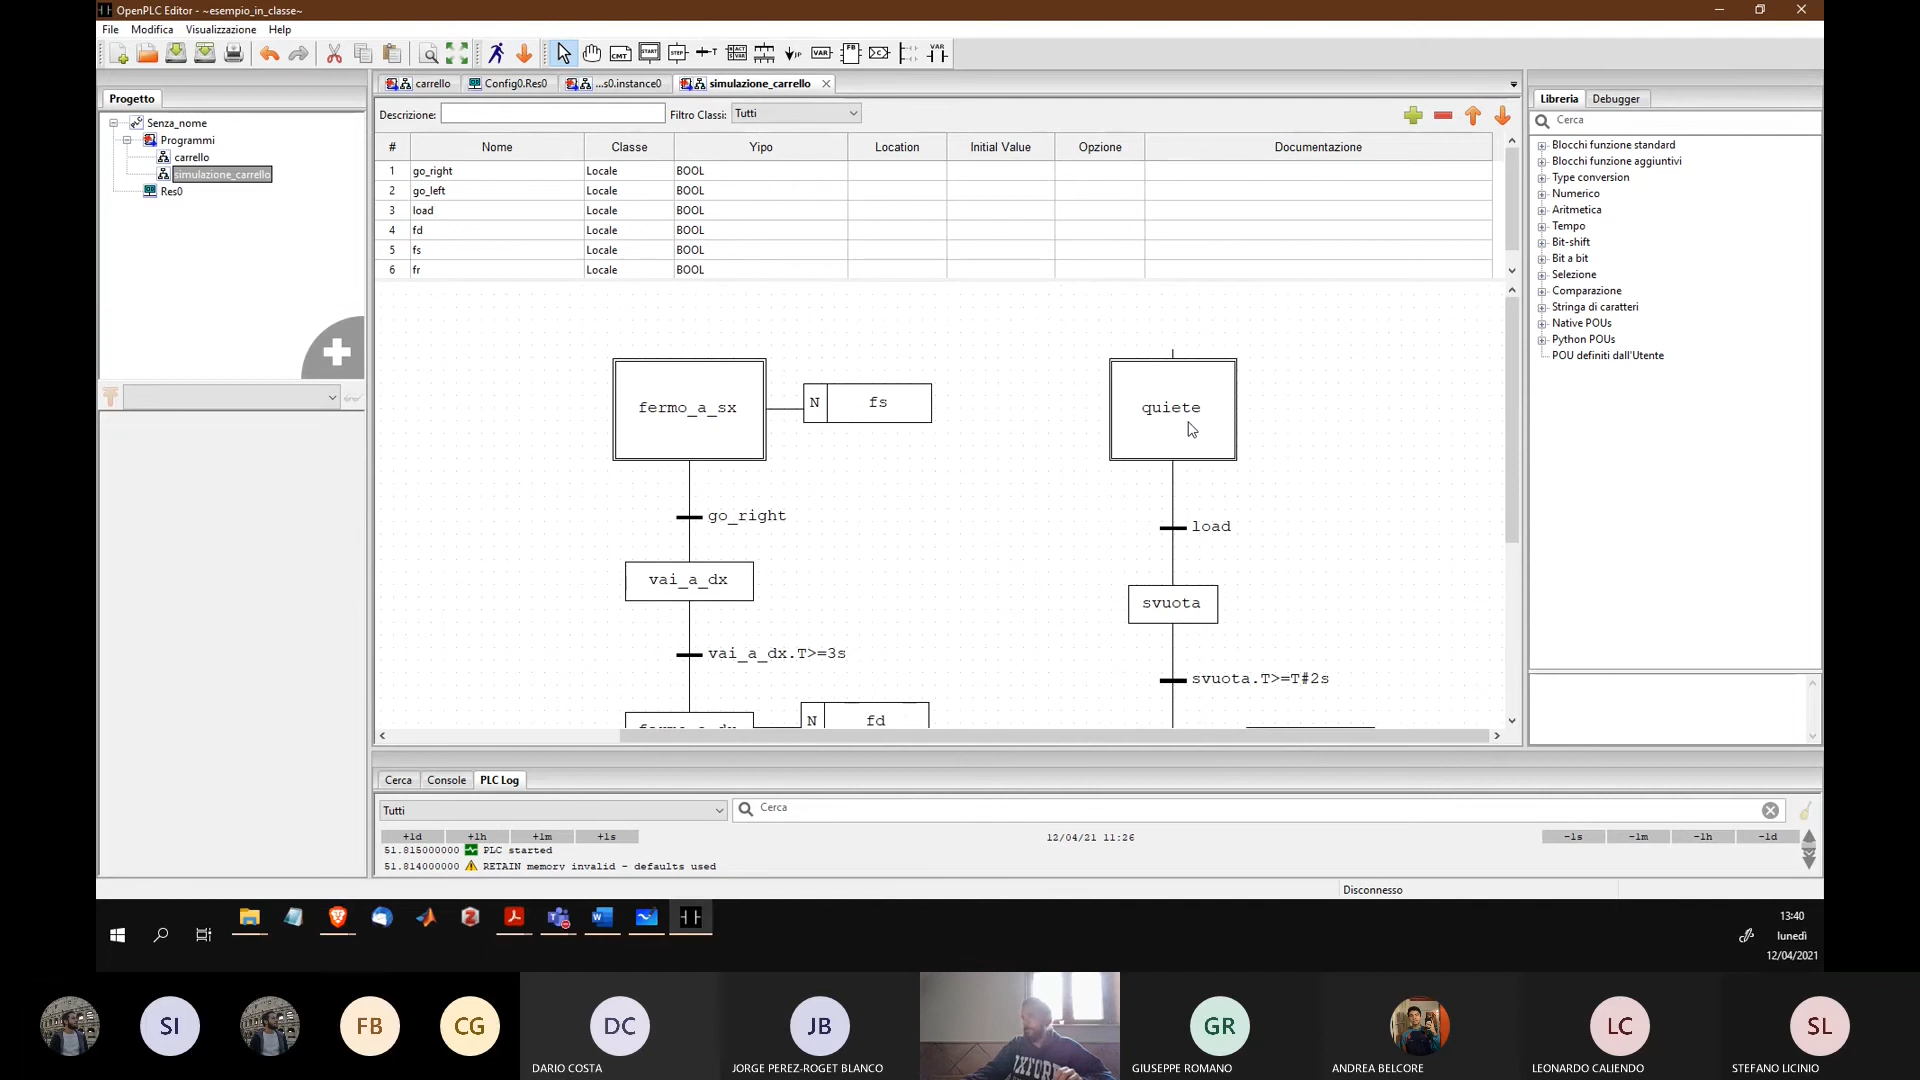 OpenPLC Editor - ~esempio_in_classe~
File Modifica Visualizzazione Help
CMT START STEP VAR FB VAR
Progetto
Senza_nome
Programmi
carrello
simulazione_carrello
Res0
carrello Config0.Res0 ...s0.instance0 simulazione_carrello
Descrizione: Filtro Classi: Tutti
# Nome Classe Yipo Location Initial Value Opzione Documentazione
1 go_right Locale BOOL
2 go_left Locale BOOL
3 load Locale BOOL
4 fd Locale BOOL
5 fs Locale BOOL
6 fr Locale BOOL
fermo_a_sx N fs
go_right
vai_a_dx
vai_a_dx.T>=3s
N fd
quiete
load
svuota
svuota.T>=T#2s
Libreria Debugger
Cerca
Blocchi funzione standard
Blocchi funzione aggiuntivi
Type conversion
Numerico
Aritmetica
Tempo
Bit-shift
Bit a bit
Selezione
Comparazione
Stringa di caratteri
Native POUs
Python POUs
POU definiti dall'Utente
Cerca Console PLC Log
Tutti Cerca
+1d +1h +1m +1s 12/04/21 11:26 -1s -1m -1h -1d
51.815000000 PLC started
51.814000000 RETAIN memory invalid - defaults used
Disconnesso
13:40
lunedì
12/04/2021
SI FB CG DC JB GR LC SL
DARIO COSTA JORGE PEREZ-ROGET BLANCO GIUSEPPE ROMANO ANDREA BELCORE LEONARDO CALIENDO STEFANO LICINIO